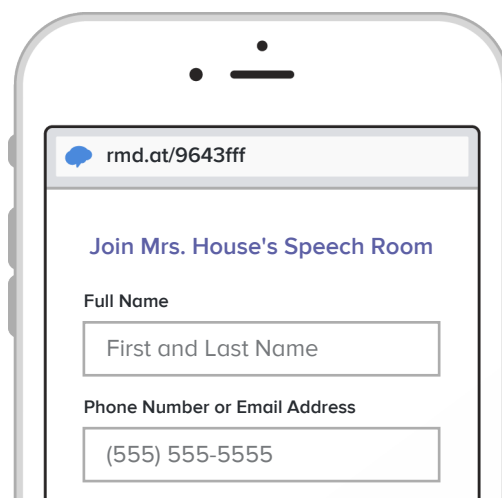 rmd.at/9643fff
Join Mrs. House's Speech Room
Full Name
First and Last Name
Phone Number or Email Address
(555) 555-5555